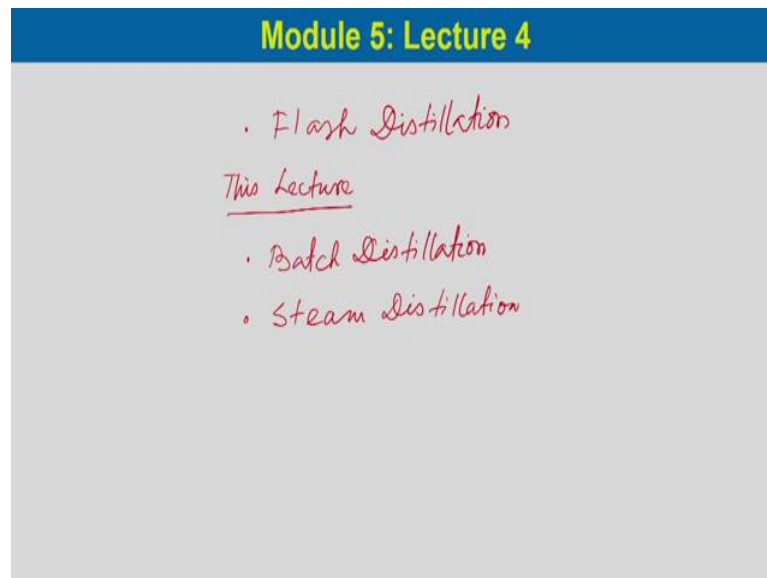 Module 5: Lecture 4
. Flash Distillation
This Lecture
. Batch Distillation
. Steam Distillation